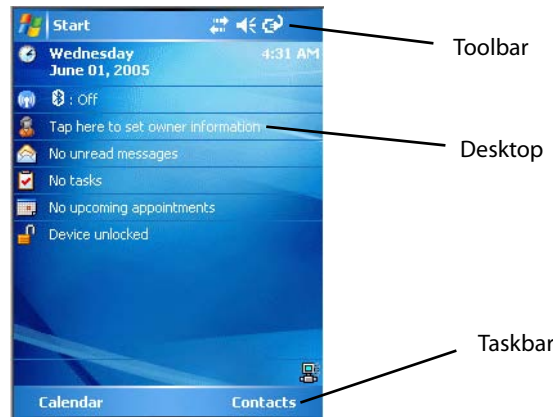 Start
Toolbar
Wednesday 4:31 AM
June 01, 2005
: Off
Tap here to set owner information
Desktop
No unread messages
No tasks
No upcoming appointments
Device unlocked
Taskbar
Calendar Contacts